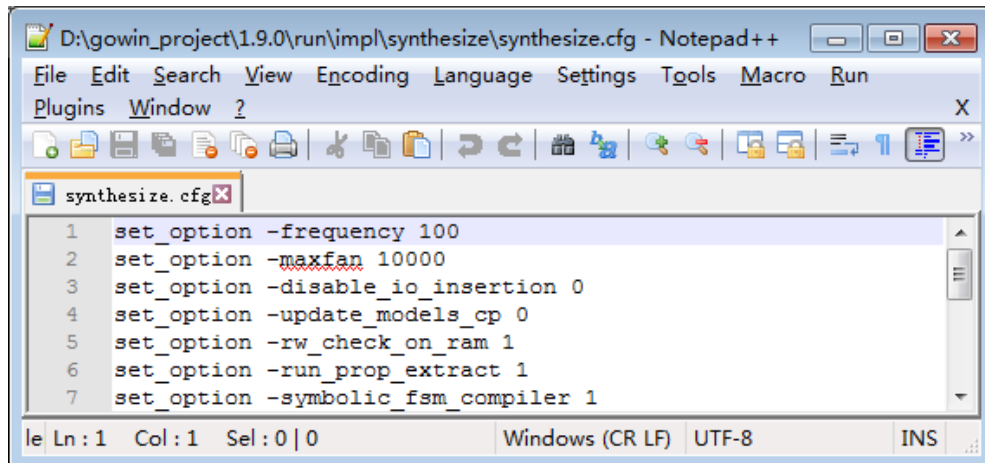 D:\gowin_project\1.9.0\run\impl\synthesize\synthesize.cfg - Notepad++
File Edit Search View Encoding Language Settings Tools Macro Run
Plugins Window ? X
synthesize.cfg
1 set_option -frequency 100
2 set_option -maxfan 10000
3 set_option -disable_io_insertion 0
4 set_option -update_models_cp 0
5 set_option -rw_check_on_ram 1
6 set_option -run_prop_extract 1
7 set_option -symbolic_fsm_compiler 1
le Ln : 1 Col : 1 Sel : 0 | 0 Windows (CR LF) UTF-8 INS